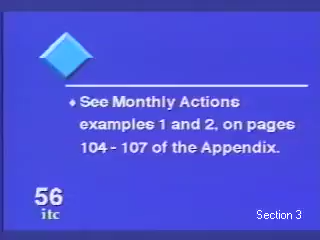 ♦ See Monthly Actions
examples 1 and 2, on pages
104 - 107 of the Appendix.
56
itc
Section 3